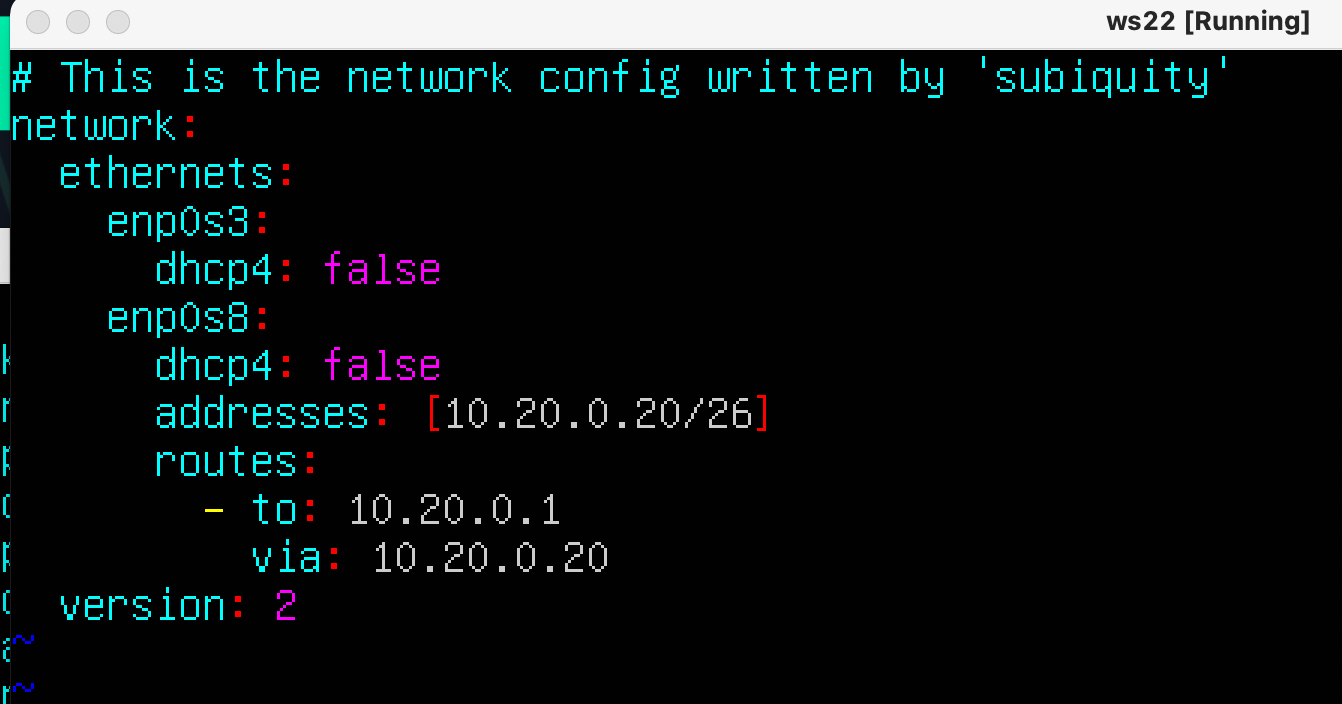 ws22 [Running]
# This is the network config written by 'subiquity'
network:
  ethernets:
    enp0s3:
      dhcp4: false
    enp0s8:
      dhcp4: false
      addresses: [10.20.0.20/26]
      routes:
        - to: 10.20.0.1
          via: 10.20.0.20
  version: 2
~
~